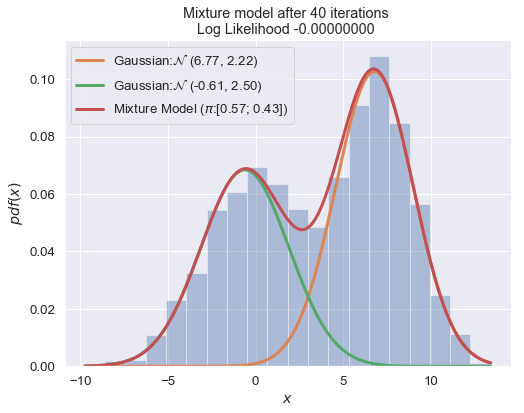 Mixture model after 40 iterations
Log Likelihood -0.00000000
Gaussian:𝒩 (6.77, 2.22)
Gaussian:𝒩 (-0.61, 2.50)
Mixture Model (π:[0.57; 0.43])
pdf(x)
0.10
0.08
0.06
0.04
0.02
0.00
-10
-5
0
5
10
x